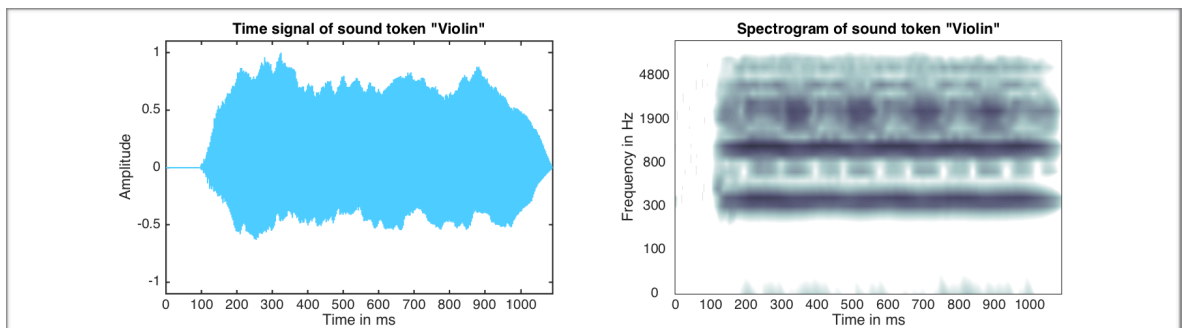 Time signal of sound token "Violin"
1
0.5
0
-0.5
-1
Amplitude
0 100 200 300 400 500 600 700 800 900 1000
Time in ms
Spectrogram of sound token "Violin"
4800
1900
800
300
100
0
Frequency in Hz
0 100 200 300 400 500 600 700 800 900 1000
Time in ms